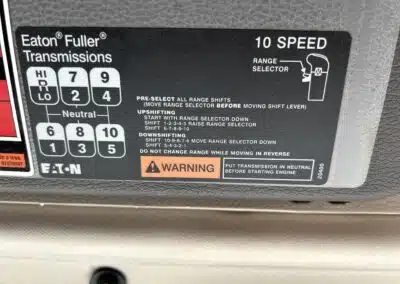 Eaton® Fuller®
Transmissions
10 SPEED
RANGE
SELECTOR
HI 7 9
R
LO 2 4
Neutral
6 8 10
1 3 5
EATON
PRE-SELECT ALL RANGE SHIFTS
(MOVE RANGE SELECTOR BEFORE MOVING SHIFT LEVER)
UPSHIFTING
START WITH RANGE SELECTOR DOWN
SHIFT 1-2-3-4-5 RAISE RANGE SELECTOR
SHIFT 6-7-8-9-10
DOWNSHIFTING
SHIFT 10-9-8-7-6 MOVE RANGE SELECTOR DOWN
SHIFT 5-4-3-2-1
DO NOT CHANGE RANGE WHILE MOVING IN REVERSE
WARNING
PUT TRANSMISSION IN NEUTRAL
BEFORE STARTING ENGINE